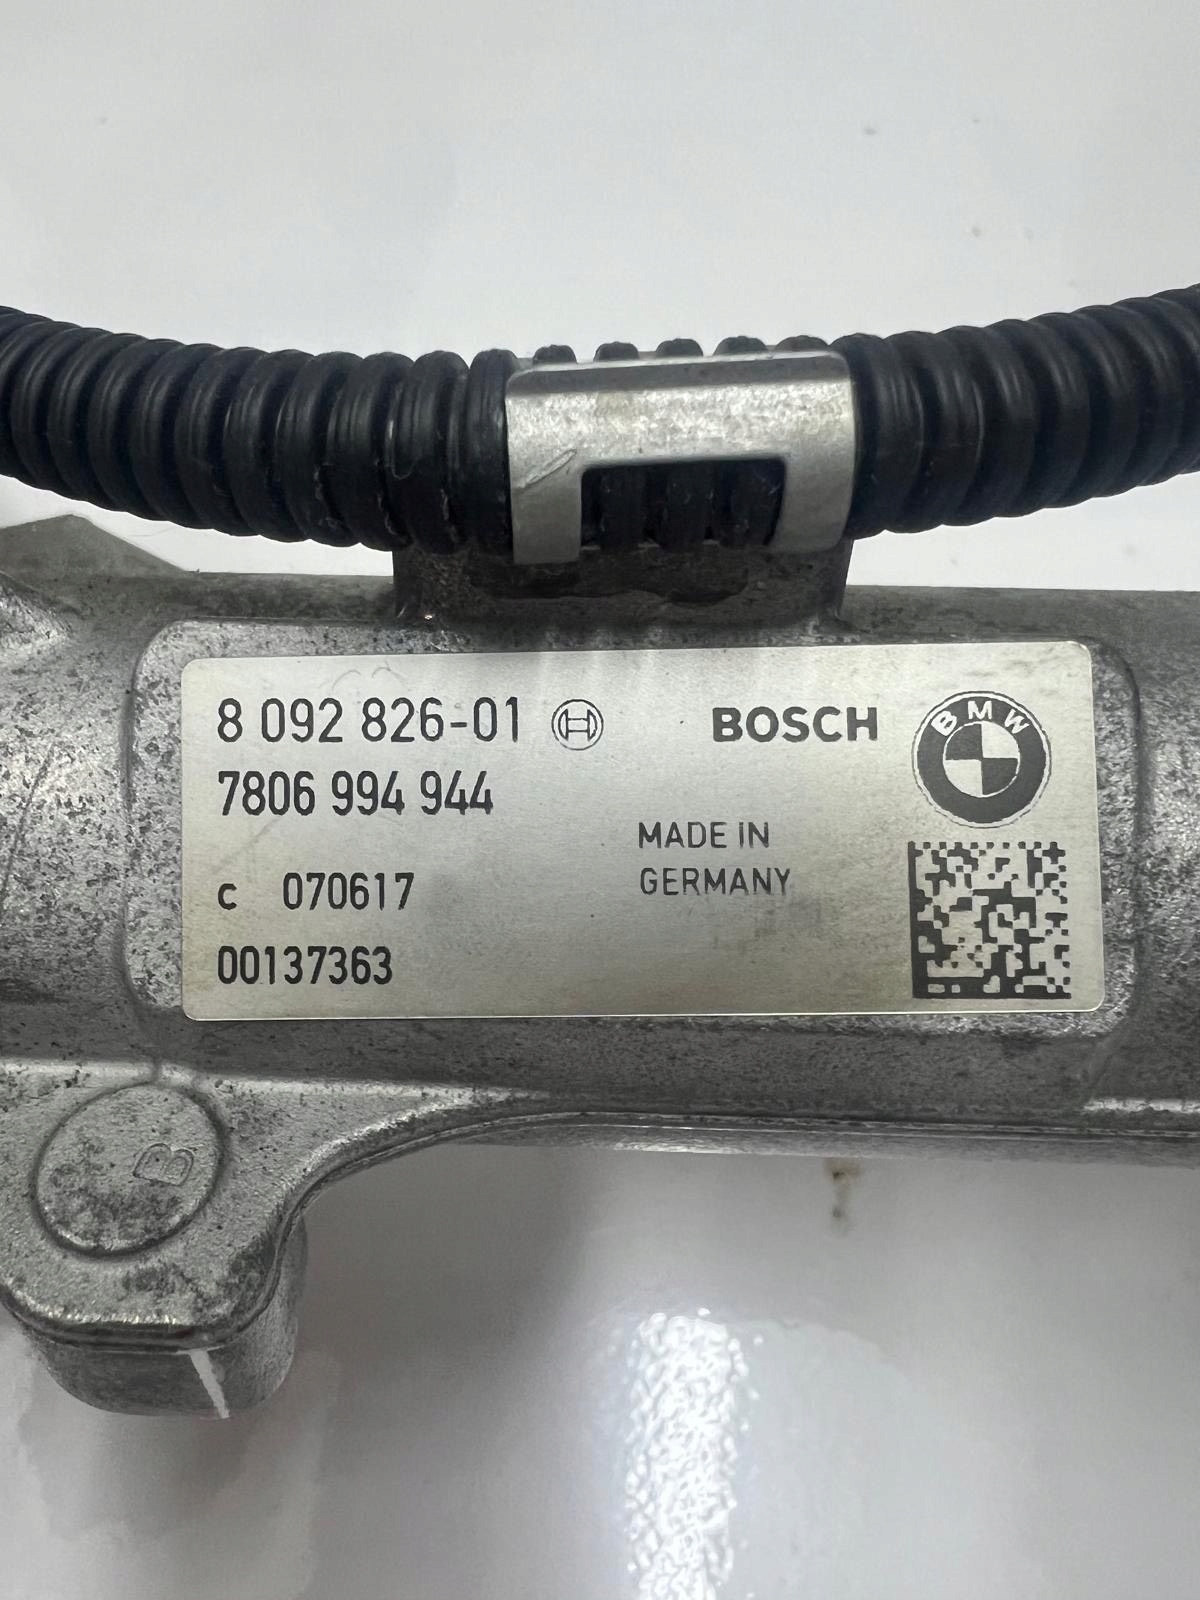 8 092 826-01 BOSCH
BMW
7806 994 944
MADE IN
GERMANY
c 070617
00137363
B